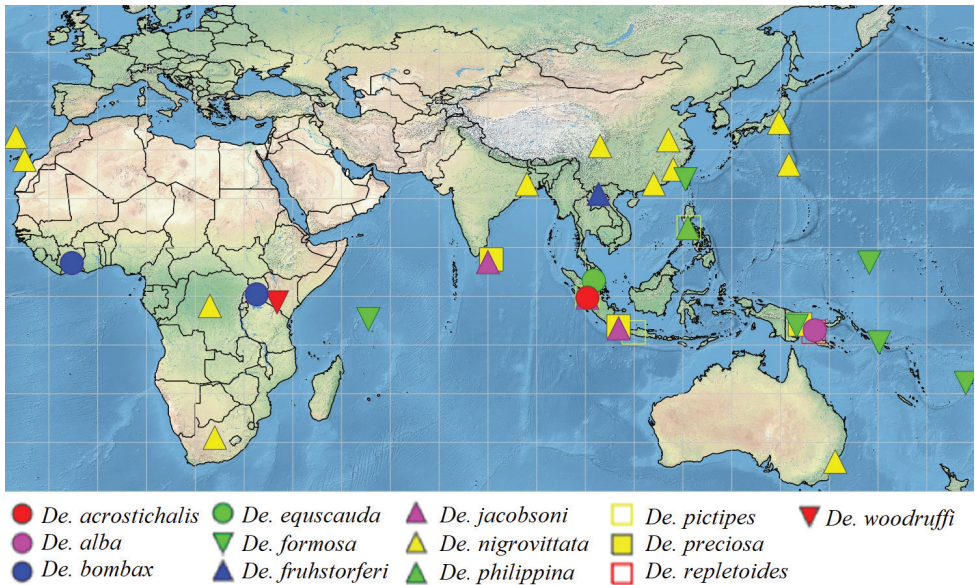 De. acrostichalis De. equscauda De. jacobsoni De. pictipes De. woodruffi
De. alba De. formosa De. nigrovittata De. preciosa
De. bombax De. fruhstorferi De. philippina De. repletoides